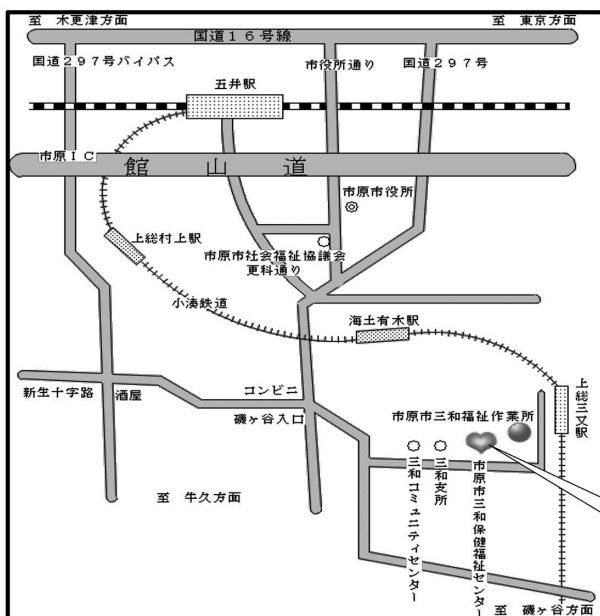 至　木更津方面
至　東京方面
国道１６号線
国道２９７号バイパス
市役所通り
国道２９７号
五井駅
市原ＩＣ
館山道
市原市役所
上総村上駅
市原市社会福祉協議会
更科通り
小湊鉄道
海士有木駅
上総三又駅
新生十字路
酒屋
コンビニ
磯ヶ谷入口
市原市三和福祉作業所
三和コミュニティセンター
三和支所
市原市三和保健福祉センター
至　牛久方面
至　磯ヶ谷方面